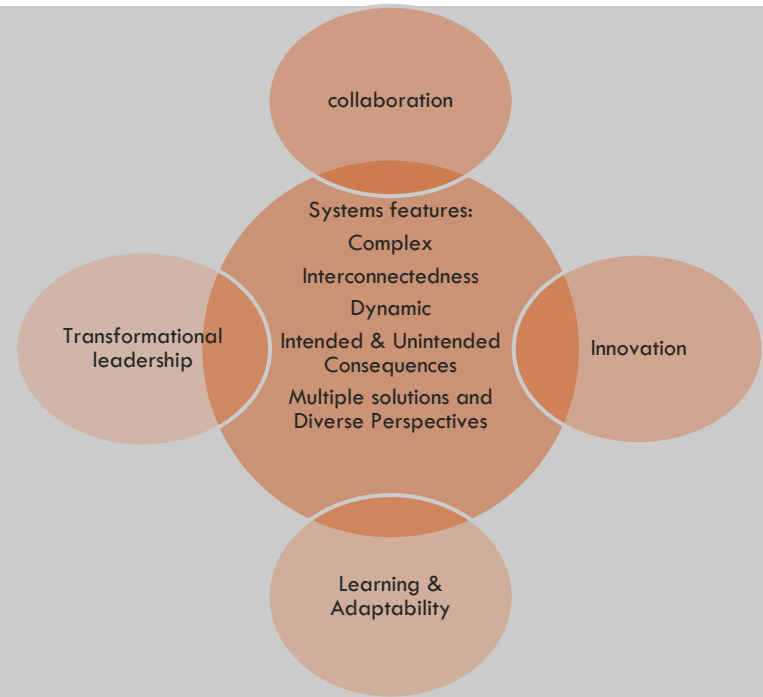 collaboration
Systems features:
Complex
Interconnectedness
Dynamic
Intended & Unintended
Consequences
Multiple solutions and
Diverse Perspectives
Transformational
leadership
Innovation
Learning &
Adaptability